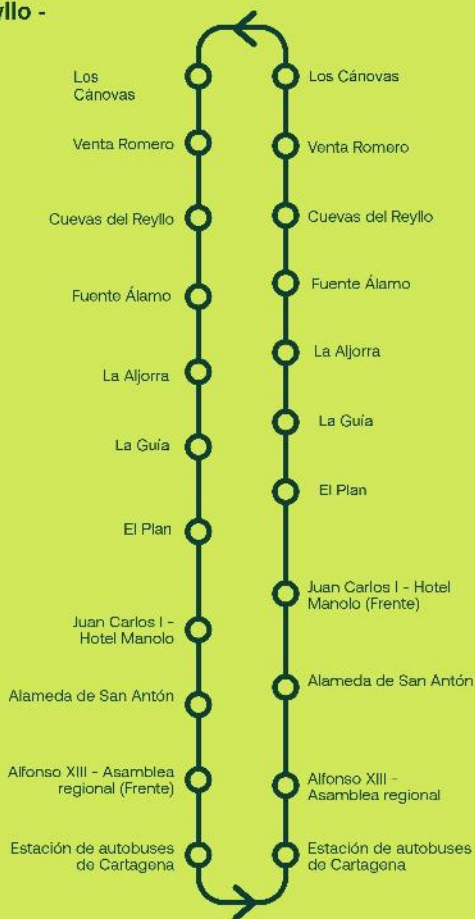 yllo -
Los
Cánovas
Venta Romero
Cuevas del Reyllo
Fuente Álamo
La Aljorra
La Guía
El Plan
Juan Carlos I -
Hotel Manolo
Alameda de San Antón
Alfonso XIII - Asamblea
regional (Frente)
Estación de autobuses
de Cartagena
Los Cánovas
Venta Romero
Cuevas del Reyllo
Fuente Álamo
La Aljorra
La Guía
El Plan
Juan Carlos I - Hotel
Manolo (Frente)
Alameda de San Antón
Alfonso XIII -
Asamblea regional
Estación de autobuses
de Cartagena